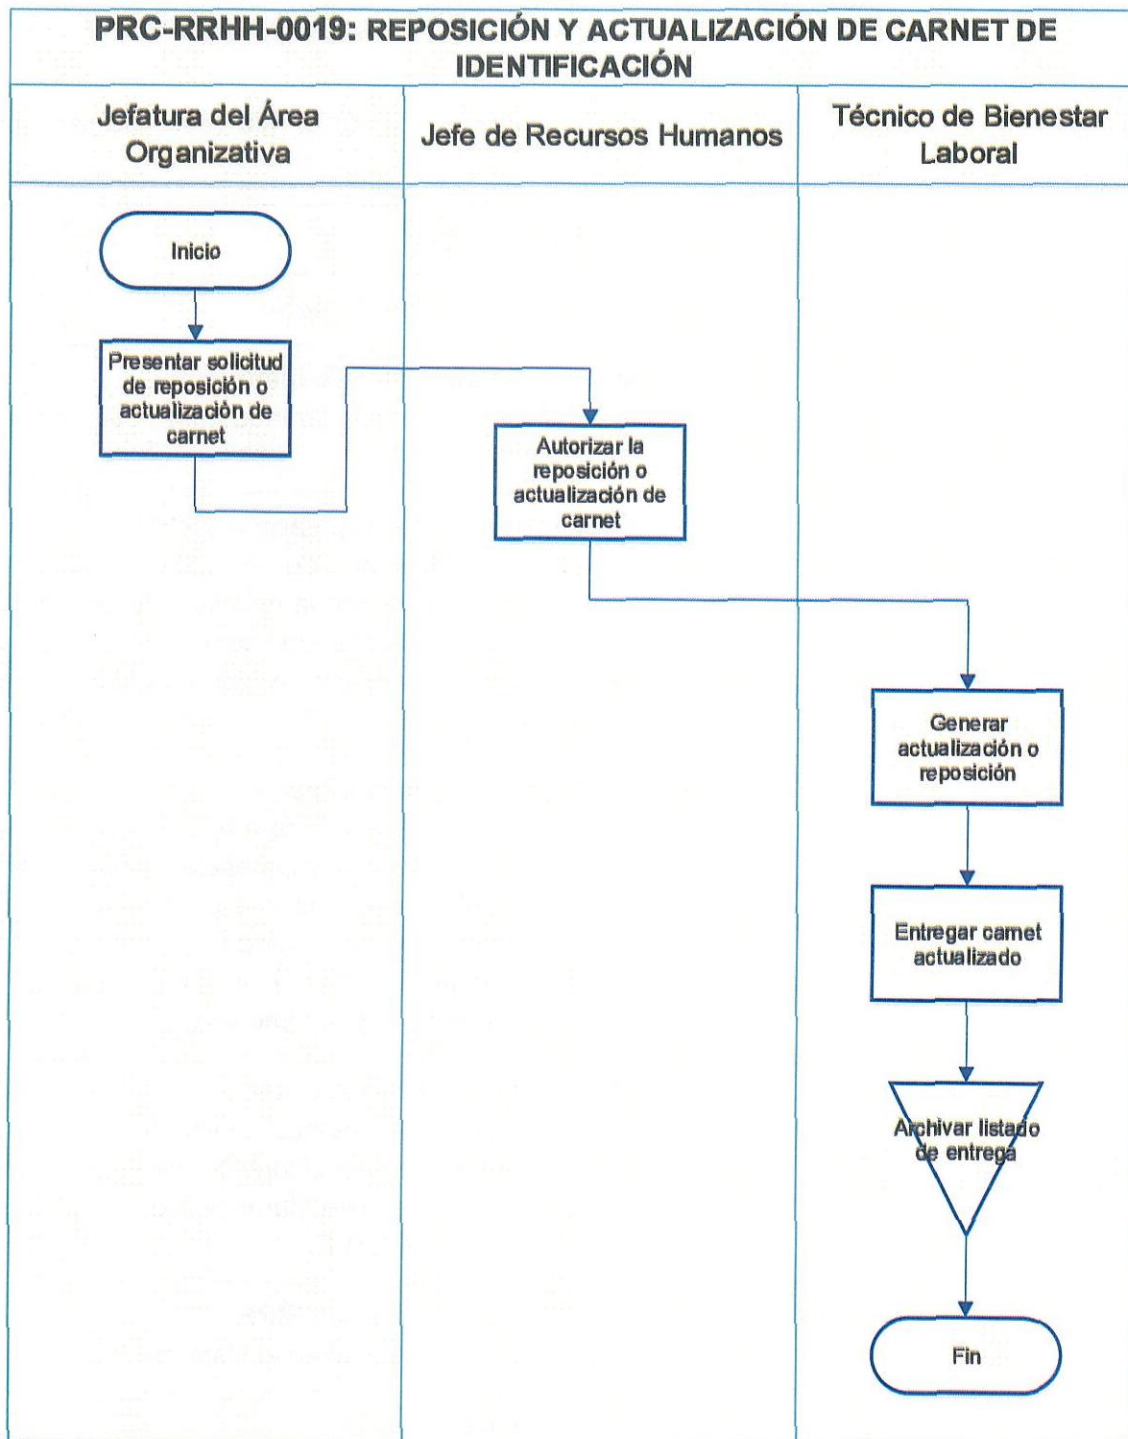 PRC-RRHH-0019: REPOSICIÓN Y ACTUALIZACIÓN DE CARNET DE
IDENTIFICACIÓN
Jefatura del Área
Organizativa
Jefe de Recursos Humanos
Técnico de Bienestar
Laboral
Inicio
Presentar solicitud
de reposición o
actualización de
carnet
Autorizar la
reposición o
actualización de
carnet
Generar
actualización o
reposición
Entregar carnet
actualizado
Archivar listado
de entrega
Fin